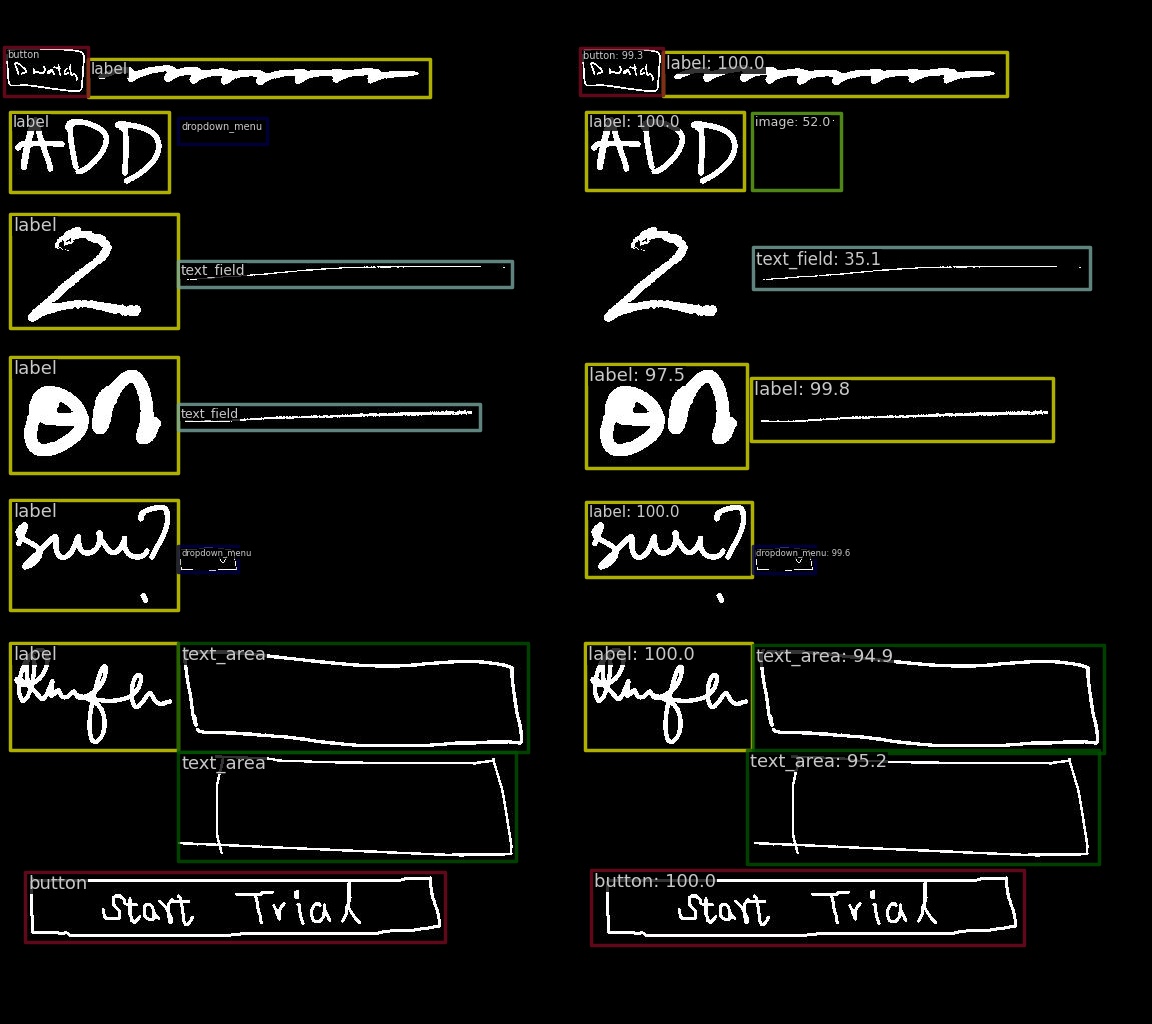 button button: 99.3
D watch label D watch label: 100.0
label dropdown_menu label: 100.0 image: 52.0
ADD ADD
label
2 text_field 2 text_field: 35.1
label label: 97.5 label: 99.8
on text_field on
label label: 100.0
dropdown_menu dropdown_menu: 99.6
label text_area label: 100.0 text_area: 94.9
text_area text_area: 95.2
button button: 100.0
Start Trial Start Trial